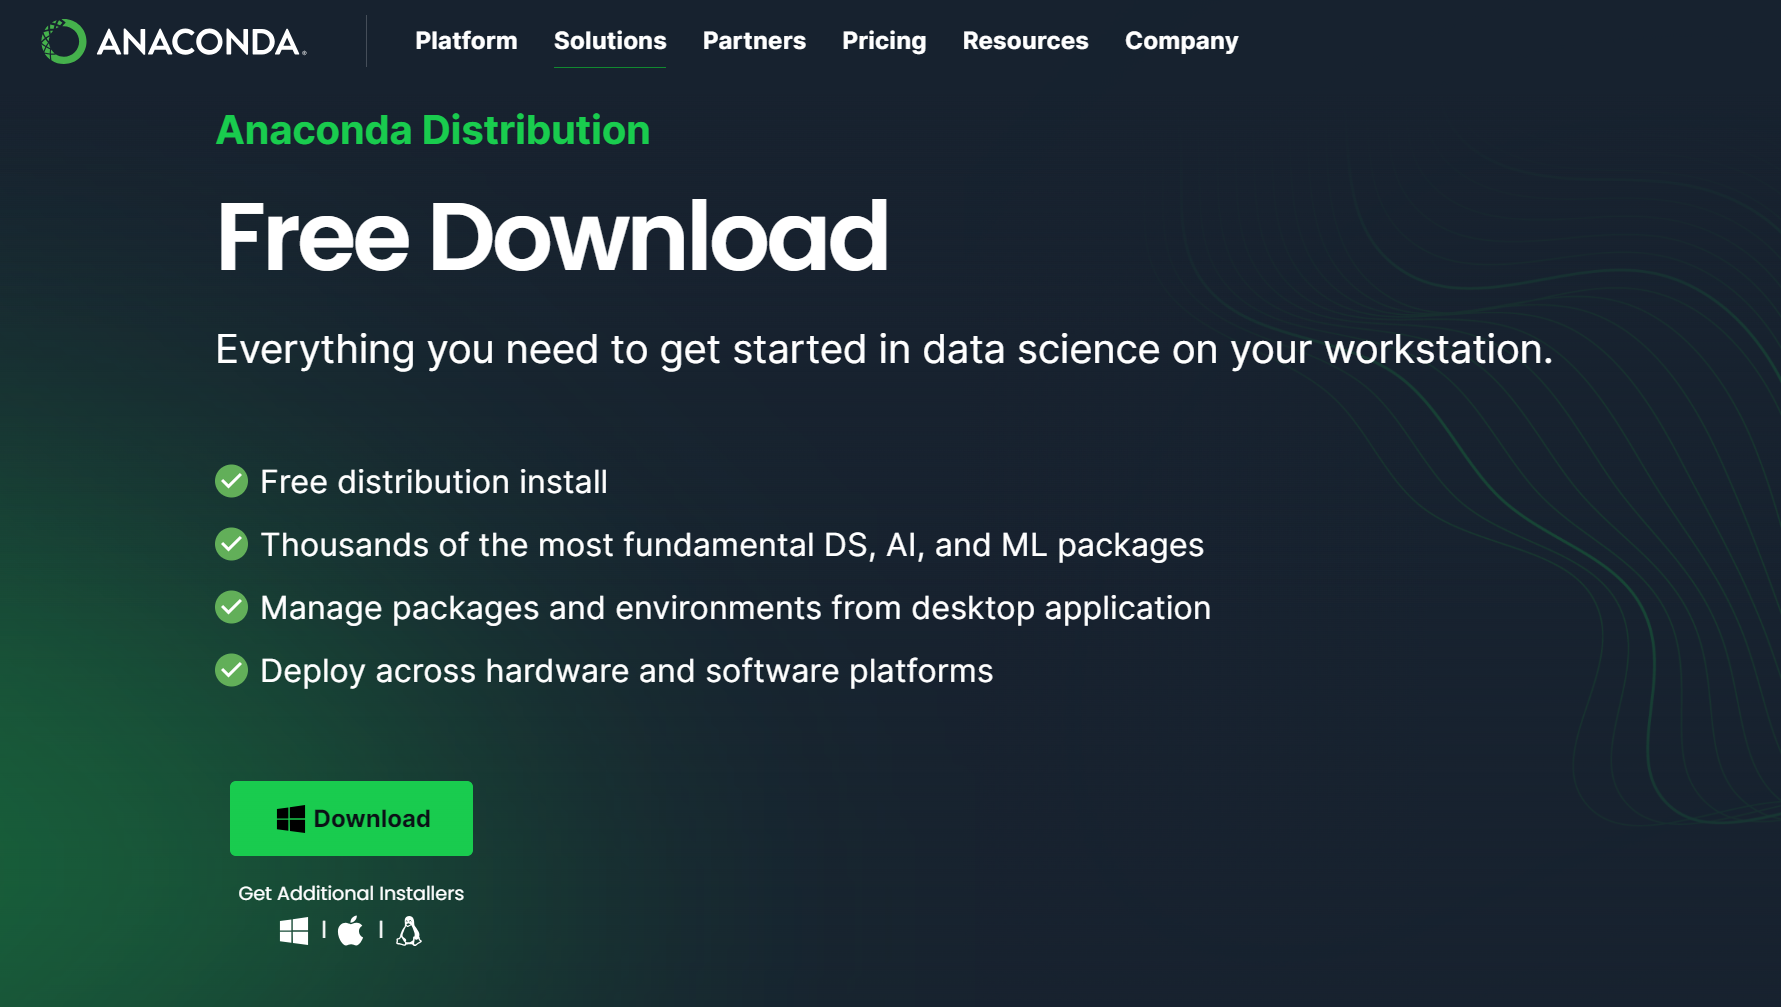 ANACONDA®
Platform Solutions Partners Pricing Resources Company
Anaconda Distribution
Free Download
Everything you need to get started in data science on your workstation.
Free distribution install
Thousands of the most fundamental DS, AI, and ML packages
Manage packages and environments from desktop application
Deploy across hardware and software platforms
Download
Get Additional Installers
| |